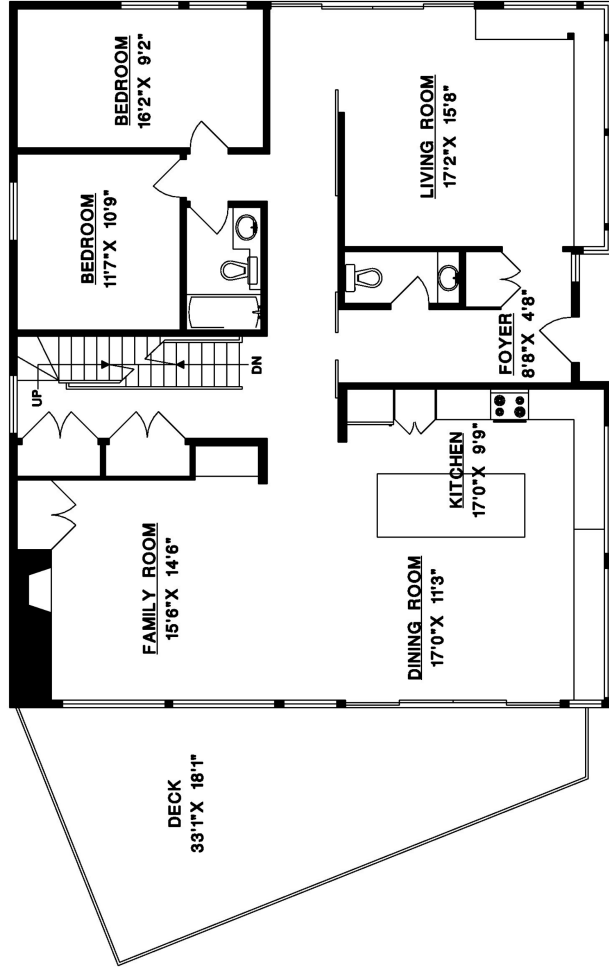 BEDROOM
16'2"X 9'2"
BEDROOM
11'7"X 10'9"
LIVING ROOM
17'2"X 15'8"
FOYER
8'8"X 4'8"
UP
DN
KITCHEN
17'0"X 9'9"
FAMILY ROOM
15'6"X 14'6"
DINING ROOM
17'0"X 11'3"
DECK
33'1"X 18'1"